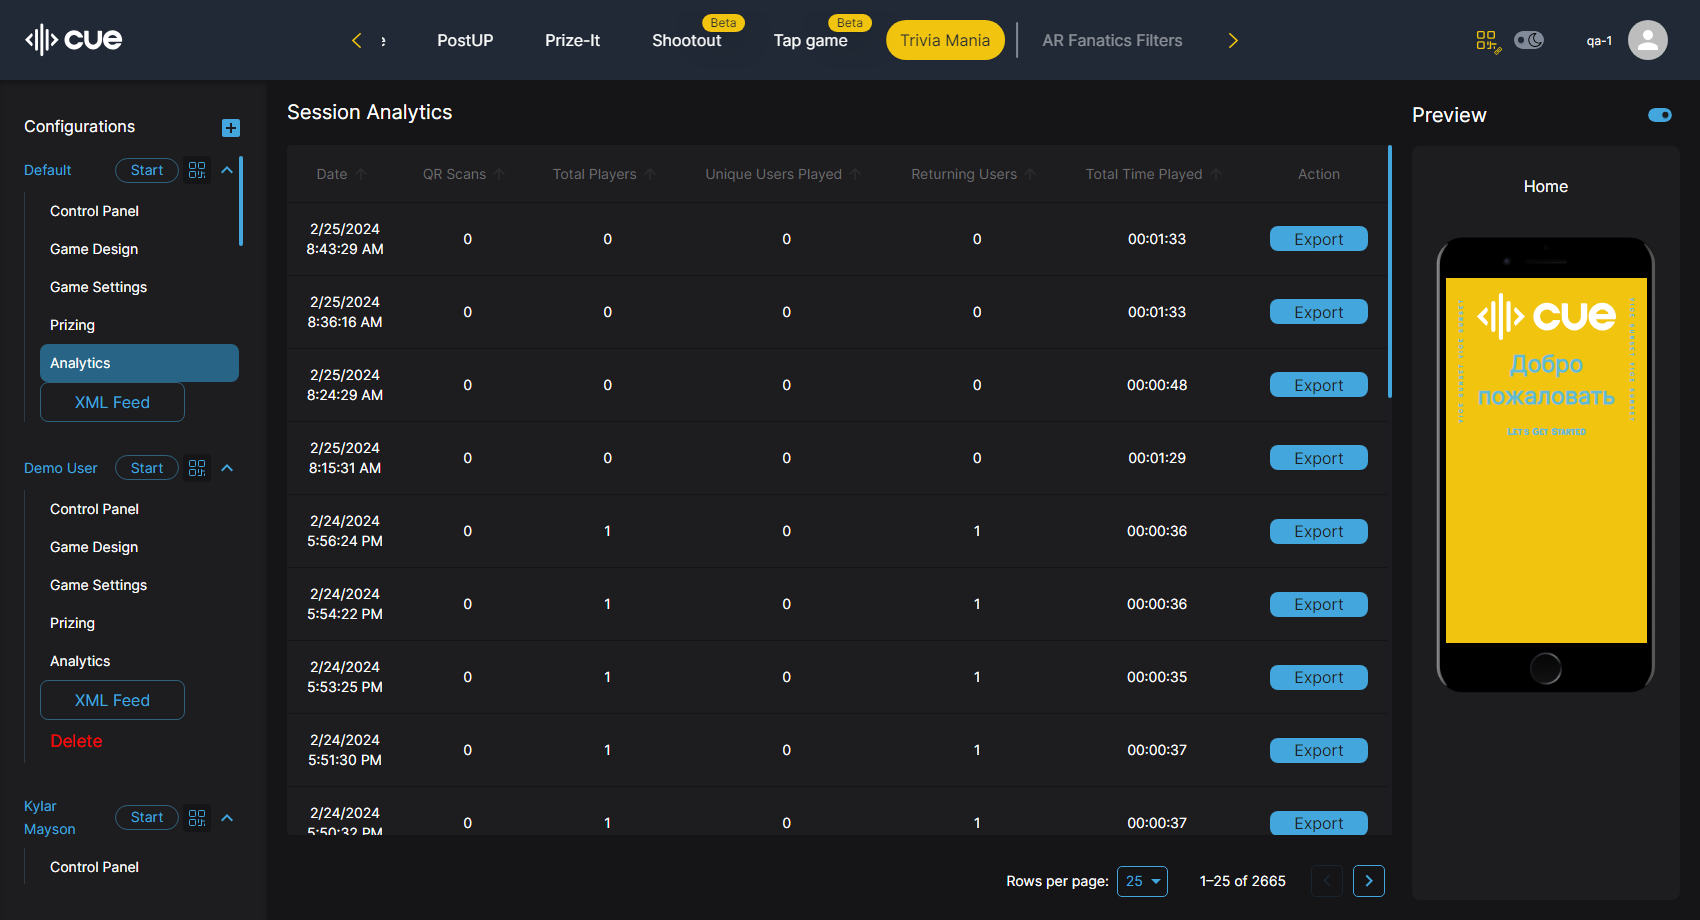 cue
e
PostUP
Prize-It
Shootout
Beta
Tap game
Beta
Trivia Mania
AR Fanatics Filters
qa-1
Configurations
Default
Start
Control Panel
Game Design
Game Settings
Prizing
Analytics
XML Feed
Demo User
Start
Control Panel
Game Design
Game Settings
Prizing
Analytics
XML Feed
Delete
Kylar
Mayson
Start
Control Panel
Session Analytics
Date QR Scans Total Players Unique Users Played Returning Users Total Time Played Action
2/25/2024
8:43:29 AM 0 0 0 0 00:01:33 Export
2/25/2024
8:36:16 AM 0 0 0 0 00:01:33 Export
2/25/2024
8:24:29 AM 0 0 0 0 00:00:48 Export
2/25/2024
8:15:31 AM 0 0 0 0 00:01:29 Export
2/24/2024
5:56:24 PM 0 1 0 1 00:00:36 Export
2/24/2024
5:54:22 PM 0 1 0 1 00:00:36 Export
2/24/2024
5:53:25 PM 0 1 0 1 00:00:35 Export
2/24/2024
5:51:30 PM 0 1 0 1 00:00:37 Export
2/24/2024
5:50:32 PM 0 1 0 1 00:00:37 Export
Rows per page: 25 1–25 of 2665
Preview
Home
cue
Добро
пожаловать
Let's Get Started